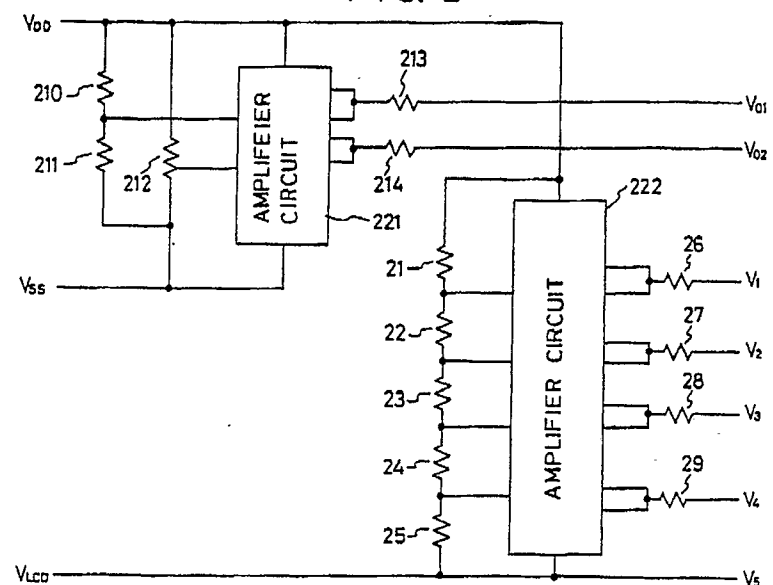 VDD
210
211
212
AMPLIFEIER
CIRCUIT
221
213
V01
214
V02
222
VSS
21
22
23
24
25
AMPLIFIER CIRCUIT
26
V1
27
V2
28
V3
29
V4
VLCD
V5